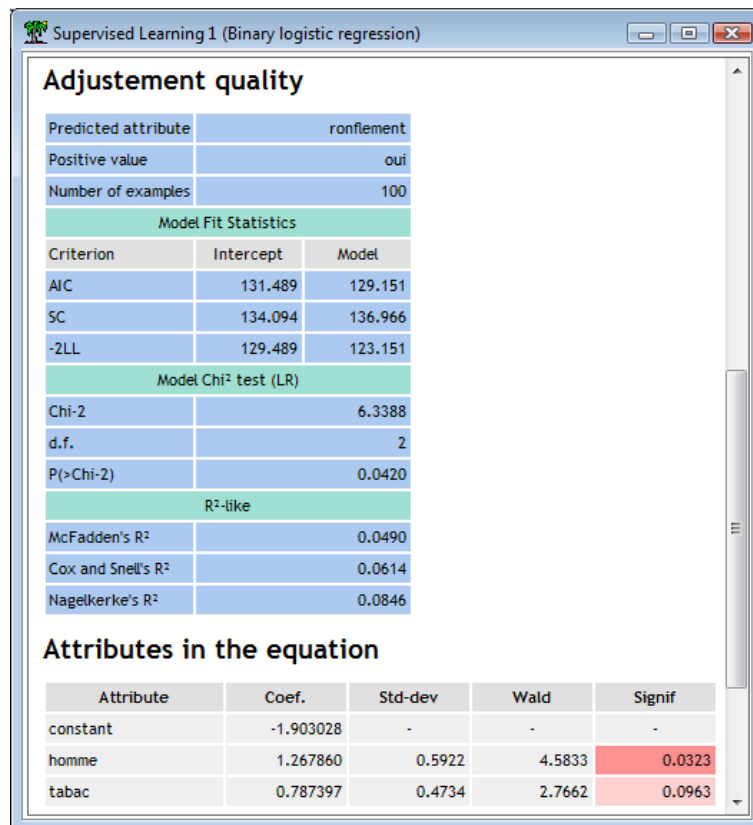 Supervised Learning 1 (Binary logistic regression)
Adjustement quality
Predicted attribute ronflement
Positive value oui
Number of examples 100
Model Fit Statistics
Criterion Intercept Model
AIC 131.489 129.151
SC 134.094 136.966
-2LL 129.489 123.151
Model Chi² test (LR)
Chi-2 6.3388
d.f. 2
P(>Chi-2) 0.0420
R²-like
McFadden's R² 0.0490
Cox and Snell's R² 0.0614
Nagelkerke's R² 0.0846
Attributes in the equation
Attribute Coef. Std-dev Wald Signif
constant -1.903028 - - -
homme 1.267860 0.5922 4.5833 0.0323
tabac 0.787397 0.4734 2.7662 0.0963